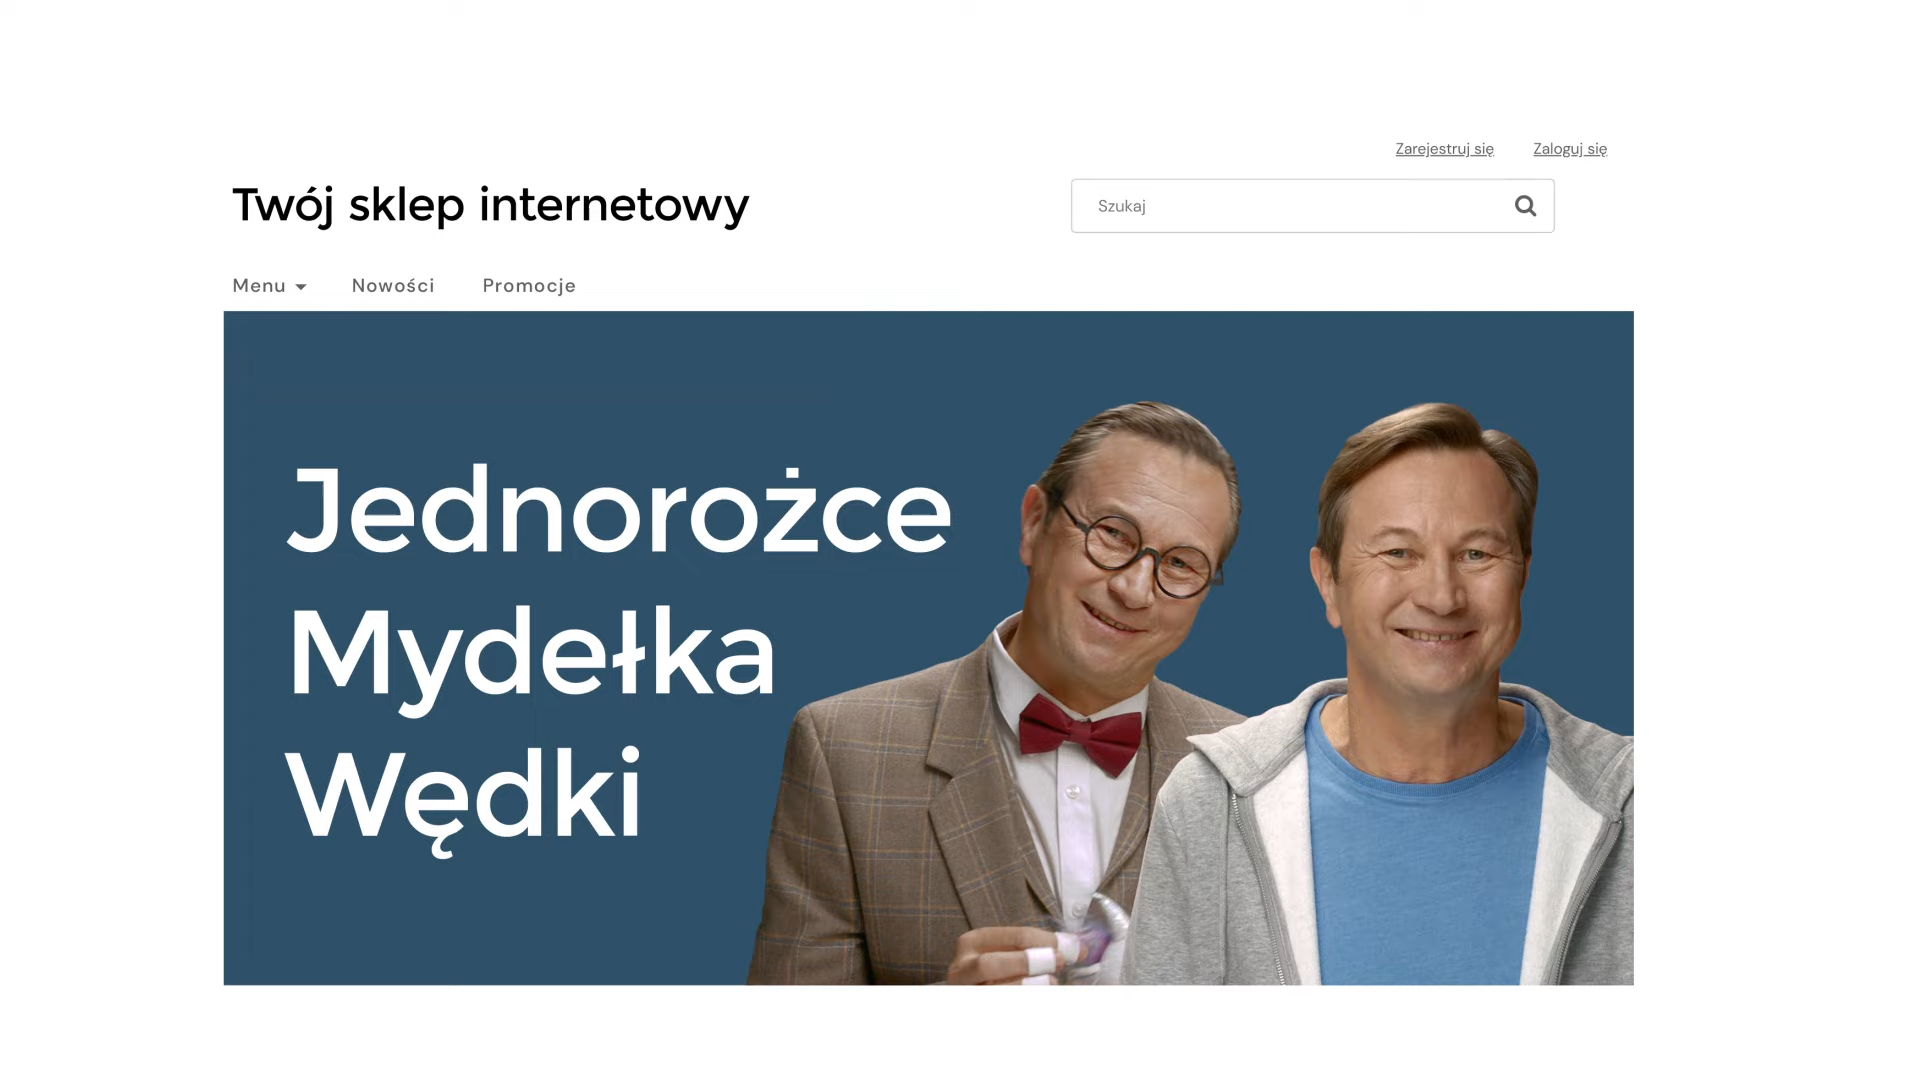 Zarejestruj się
Zaloguj się
Twój sklep internetowy
Szukaj
Menu
Nowości
Promocje
Jednorożce
Mydełka
Wędki